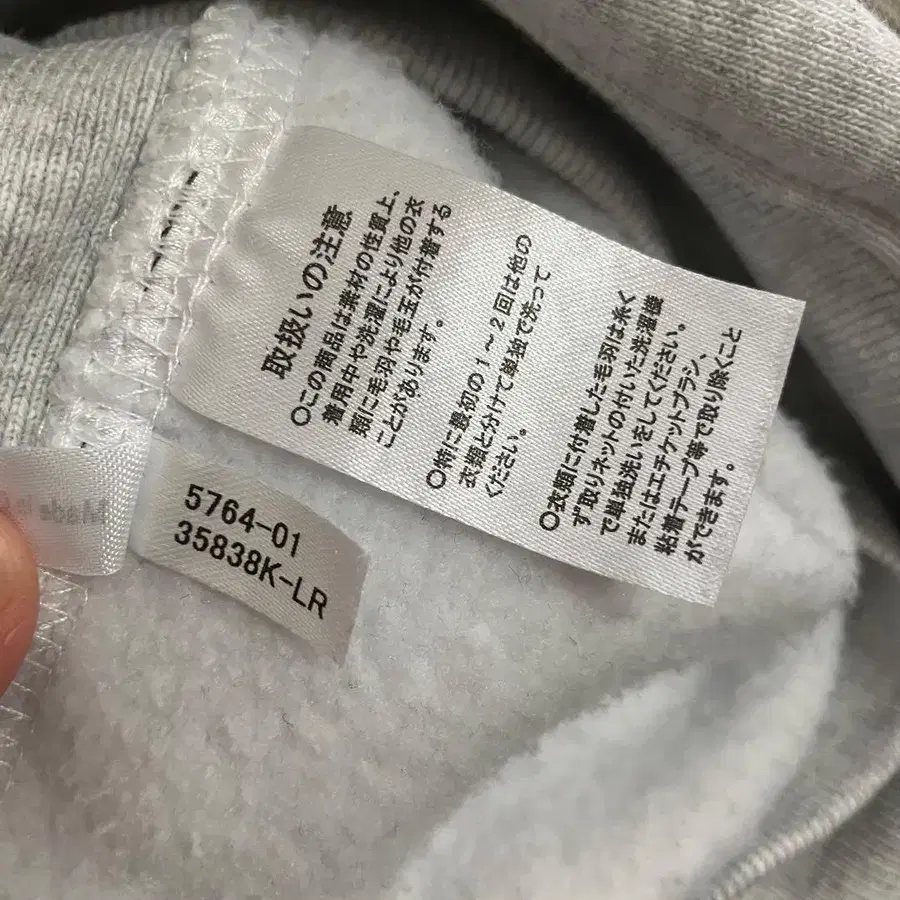 取扱いの注意
○この商品は素材の性質上、
着用中や洗濯により他の衣
類に毛羽や毛玉が付着する
ことがあります。
○特に最初の1~2回は他の
衣類と分けて単独で洗って
ください。
○衣類に付着した毛羽は糸く
ず取りネットの付いた洗濯機
で単独洗いをしてください。
またはエチケットブラシ、
粘着テープ等で取り除くこと
ができます。
5764-01
35838K-LR
Made